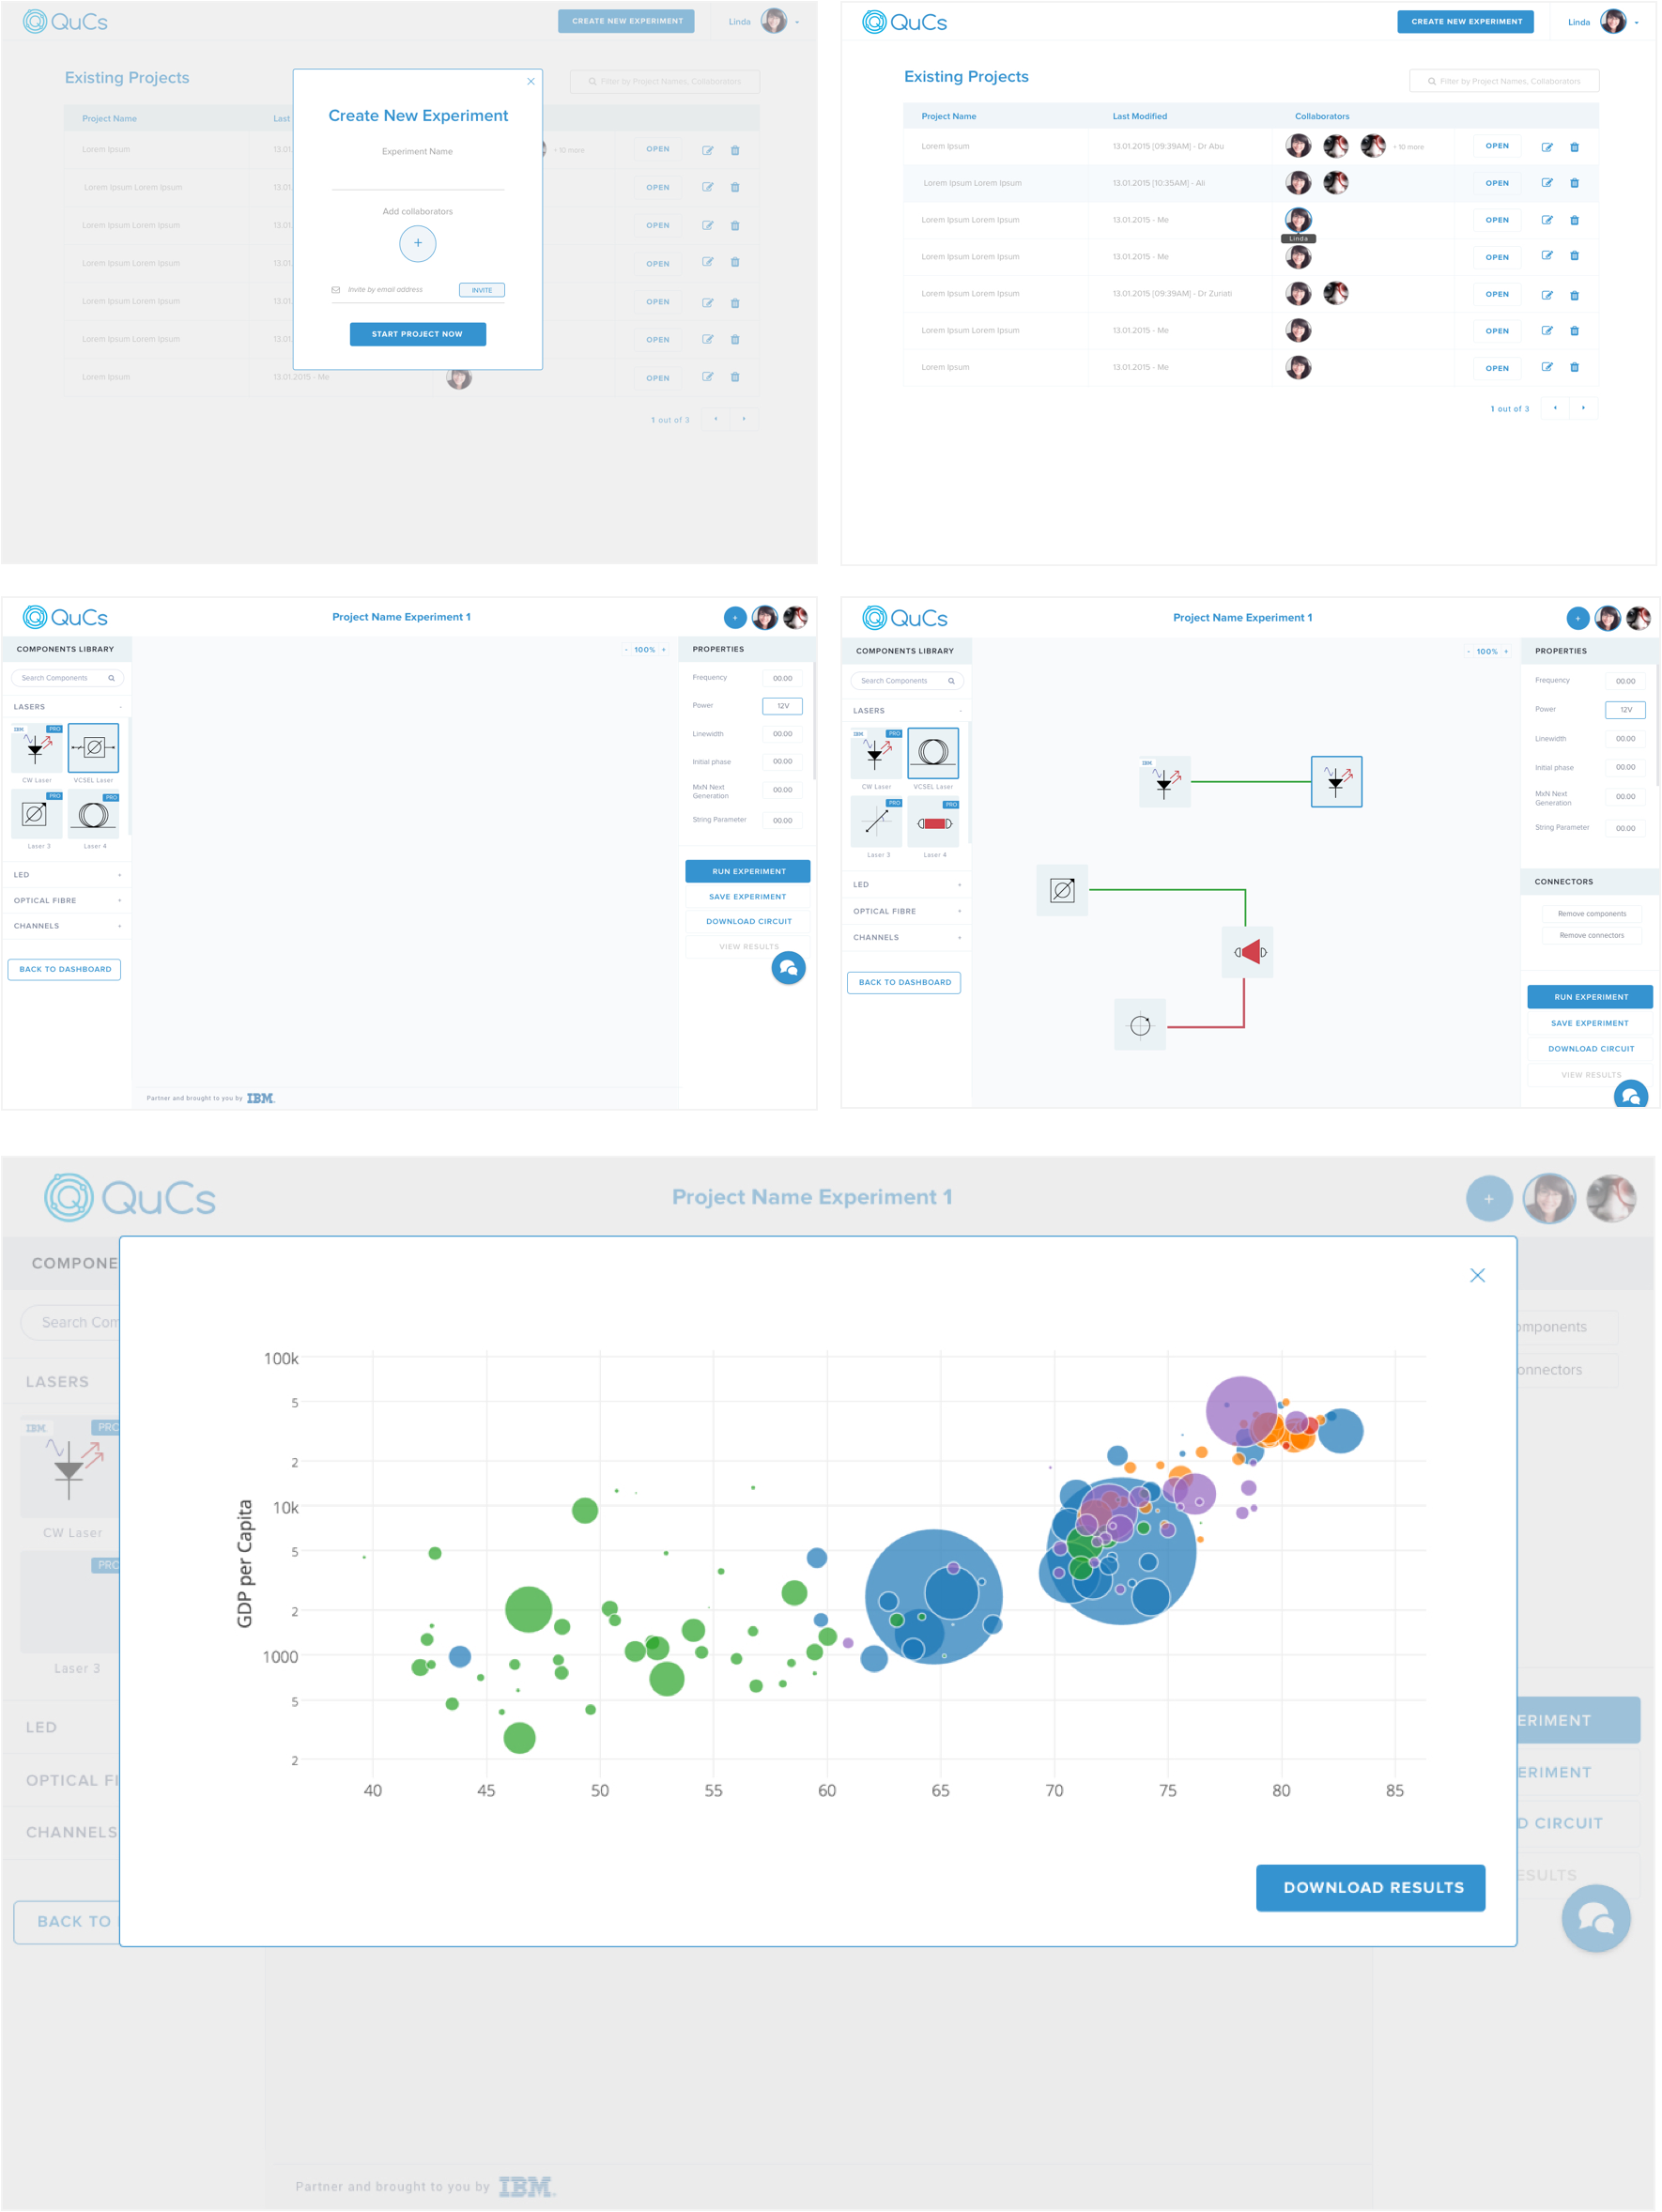 QuCs
CREATE NEW EXPERIMENT
Linda
Existing Projects
Filter by Project Names, Collaborators
Project Name
Last
Lorem Ipsum
13.01.
+ 10 more
OPEN
Lorem Ipsum Lorem Ipsum
13.01.
OPEN
Lorem Ipsum Lorem Ipsum
13.01.
OPEN
Lorem Ipsum Lorem Ipsum
13.01.
OPEN
Lorem Ipsum Lorem Ipsum
13.01.
OPEN
Lorem Ipsum Lorem Ipsum
13.01.
OPEN
Lorem Ipsum
13.01.2015 - Me
OPEN
1 out of 3
Create New Experiment
Experiment Name
Add collaborators
+
Invite by email address
INVITE
START PROJECT NOW
QuCs
CREATE NEW EXPERIMENT
Linda
Existing Projects
Filter by Project Names, Collaborators
Project Name
Last Modified
Collaborators
Lorem Ipsum
13.01.2015 [09:39AM] - Dr Abu
+ 10 more
OPEN
Lorem Ipsum Lorem Ipsum
13.01.2015 [10:35AM] - Ali
OPEN
Lorem Ipsum Lorem Ipsum
13.01.2015 - Me
OPEN
Linda
Lorem Ipsum Lorem Ipsum
13.01.2015 - Me
OPEN
Lorem Ipsum Lorem Ipsum
13.01.2015 [09:39AM] - Dr Zunati
OPEN
Lorem Ipsum Lorem Ipsum
13.01.2015 - Me
OPEN
Lorem Ipsum
13.01.2015 - Me
OPEN
1 out of 3
QuCs
Project Name Experiment 1
+
COMPONENTS LIBRARY
Search Components
LASERS
-
IBM
PRO
CW Laser
VCSEL Laser
PRO
PRO
Laser 3
Laser 4
LED
+
OPTICAL FIBRE
+
CHANNELS
+
BACK TO DASHBOARD
- 100% +
Partner and brought to you by IBM
PROPERTIES
Frequency
00.00
Power
12V
Linewidth
00.00
Initial phase
00.00
MxN Next
Generation
00.00
String Parameter
00.00
RUN EXPERIMENT
SAVE EXPERIMENT
DOWNLOAD CIRCUIT
VIEW RESULTS
QuCs
Project Name Experiment 1
+
COMPONENTS LIBRARY
Search Components
LASERS
-
IBM
PRO
CW Laser
VCSEL Laser
PRO
PRO
Laser 3
Laser 4
LED
+
OPTICAL FIBRE
+
CHANNELS
+
BACK TO DASHBOARD
- 100% +
IBM
PROPERTIES
Frequency
00.00
Power
12V
Linewidth
00.00
Initial phase
00.00
MxN Next
Generation
00.00
String Parameter
00.00
CONNECTORS
Remove components
Remove connectors
RUN EXPERIMENT
SAVE EXPERIMENT
DOWNLOAD CIRCUIT
VIEW RESULTS
QuCs
Project Name Experiment 1
+
COMPONE
Search Com
LASERS
IBM
PRO
CW Laser
PRO
Laser 3
LED
OPTICAL FI
CHANNELS
BACK TO
omponents
onnectors
ERIMENT
ERIMENT
D CIRCUIT
ESULTS
GDP per Capita
100k
5
2
10k
5
2
1000
5
2
40 45 50 55 60 65 70 75 80 85
DOWNLOAD RESULTS
Partner and brought to you by IBM